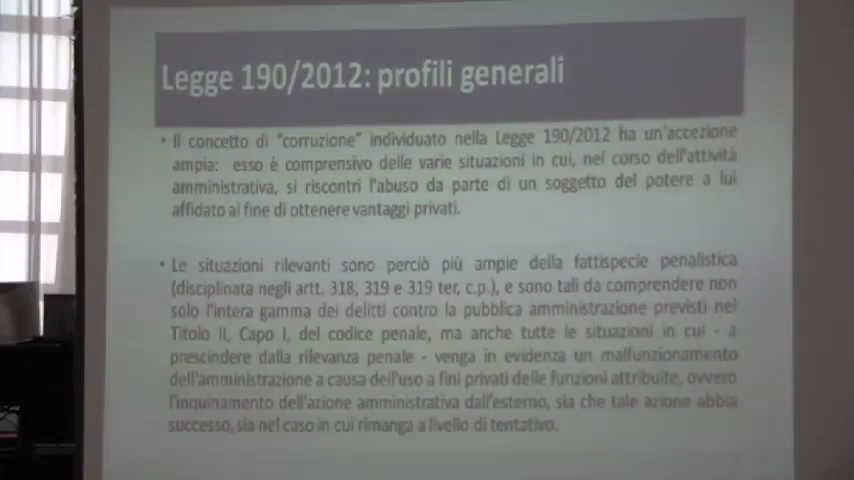 Legge 190/2012: profili generali
• Il concetto di "corruzione" individuato nella Legge 190/2012 ha un'accezione
ampia: esso è comprensivo delle varie situazioni in cui, nel corso dell'attività
amministrativa, si riscontri l'abuso da parte di un soggetto del potere a lui
affidato al fine di ottenere vantaggi privati.
• Le situazioni rilevanti sono perciò più ampie della fattispecie penalistica
(disciplinata negli artt. 318, 319 e 319 ter, c.p.), e sono tali da comprendere non
solo l'intera gamma dei delitti contro la pubblica amministrazione previsti nel
Titolo II, Capo I, del codice penale, ma anche tutte le situazioni in cui - a
prescindere dalla rilevanza penale - venga in evidenza un malfunzionamento
dell'amministrazione a causa dell'uso a fini privati delle funzioni attribuite, ovvero
l'inquinamento dell'azione amministrativa dall'esterno, sia che tale azione abbia
successo, sia nel caso in cui rimanga a livello di tentativo.